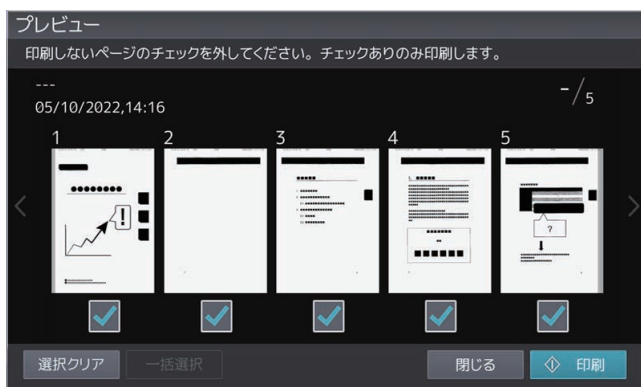 プレビュー
印刷しないページのチェックを外してください。チェックありのみ印刷します。
---
-/5
05/10/2022,14:16
1 2 3 4 5
!
?
選択クリア 一括選択 閉じる 印刷